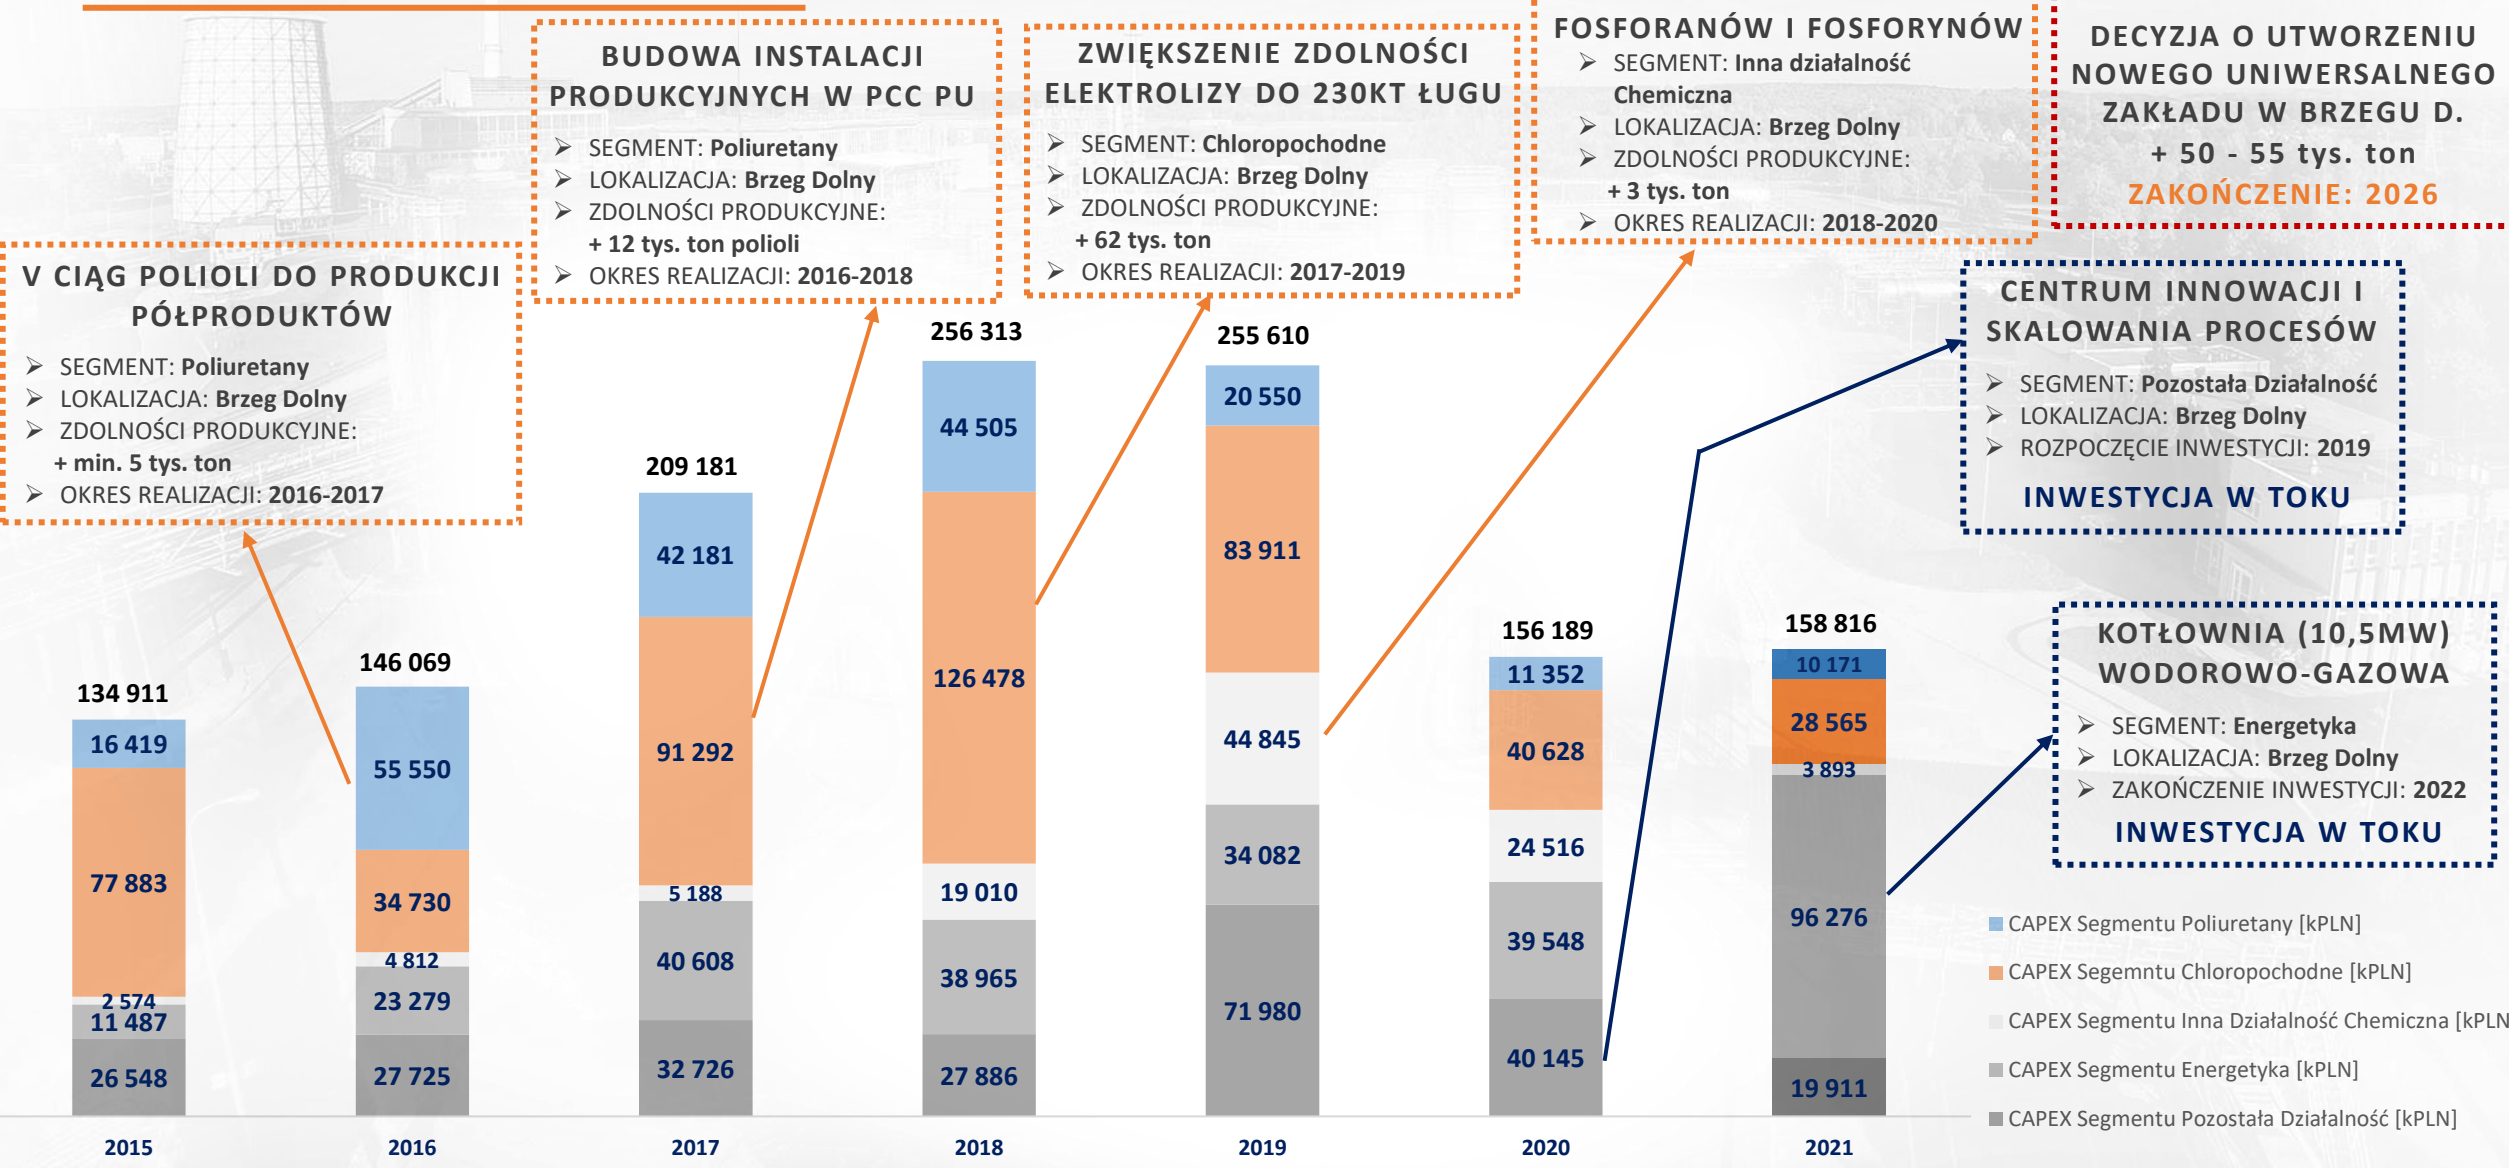 V CIĄG POLIOLI DO PRODUKCJI
PÓŁPRODUKTÓW
➢ SEGMENT: Poliuretany
➢ LOKALIZACJA: Brzeg Dolny
➢ ZDOLNOŚCI PRODUKCYJNE:
+ min. 5 tys. ton
➢ OKRES REALIZACJI: 2016-2017
BUDOWA INSTALACJI
PRODUKCYJNYCH W PCC PU
➢ SEGMENT: Poliuretany
➢ LOKALIZACJA: Brzeg Dolny
➢ ZDOLNOŚCI PRODUKCYJNE:
+ 12 tys. ton polioli
➢ OKRES REALIZACJI: 2016-2018
ZWIĘKSZENIE ZDOLNOŚCI
ELEKTROLIZY DO 230KT ŁUGU
➢ SEGMENT: Chloropochodne
➢ LOKALIZACJA: Brzeg Dolny
➢ ZDOLNOŚCI PRODUKCYJNE:
+ 62 tys. ton
➢ OKRES REALIZACJI: 2017-2019
FOSFORANÓW I FOSFORYNÓW
➢ SEGMENT: Inna działalność
Chemiczna
➢ LOKALIZACJA: Brzeg Dolny
➢ ZDOLNOŚCI PRODUKCYJNE:
+ 3 tys. ton
➢ OKRES REALIZACJI: 2018-2020
DECYZJA O UTWORZENIU
NOWEGO UNIWERSALNEGO
ZAKŁADU W BRZEGU D.
+ 50 - 55 tys. ton
ZAKOŃCZENIE: 2026
CENTRUM INNOWACJI I
SKALOWANIA PROCESÓW
➢ SEGMENT: Pozostała Działalność
➢ LOKALIZACJA: Brzeg Dolny
➢ ROZPOCZĘCIE INWESTYCJI: 2019
INWESTYCJA W TOKU
KOTŁOWNIA (10,5MW)
WODOROWO-GAZOWA
➢ SEGMENT: Energetyka
➢ LOKALIZACJA: Brzeg Dolny
➢ ZAKOŃCZENIE INWESTYCJI: 2022
INWESTYCJA W TOKU
134 911
16 419
77 883
2 574
11 487
26 548
2015
146 069
55 550
34 730
4 812
23 279
27 725
2016
209 181
42 181
91 292
5 188
40 608
32 726
2017
256 313
44 505
126 478
19 010
38 965
27 886
2018
255 610
20 550
83 911
44 845
34 082
71 980
2019
156 189
11 352
40 628
24 516
39 548
40 145
2020
158 816
10 171
28 565
3 893
96 276
19 911
2021
CAPEX Segmentu Poliuretany [kPLN]
CAPEX Segemntu Chloropochodne [kPLN]
CAPEX Segmentu Inna Działalność Chemiczna [kPLN
CAPEX Segmentu Energetyka [kPLN]
CAPEX Segmentu Pozostała Działalność [kPLN]